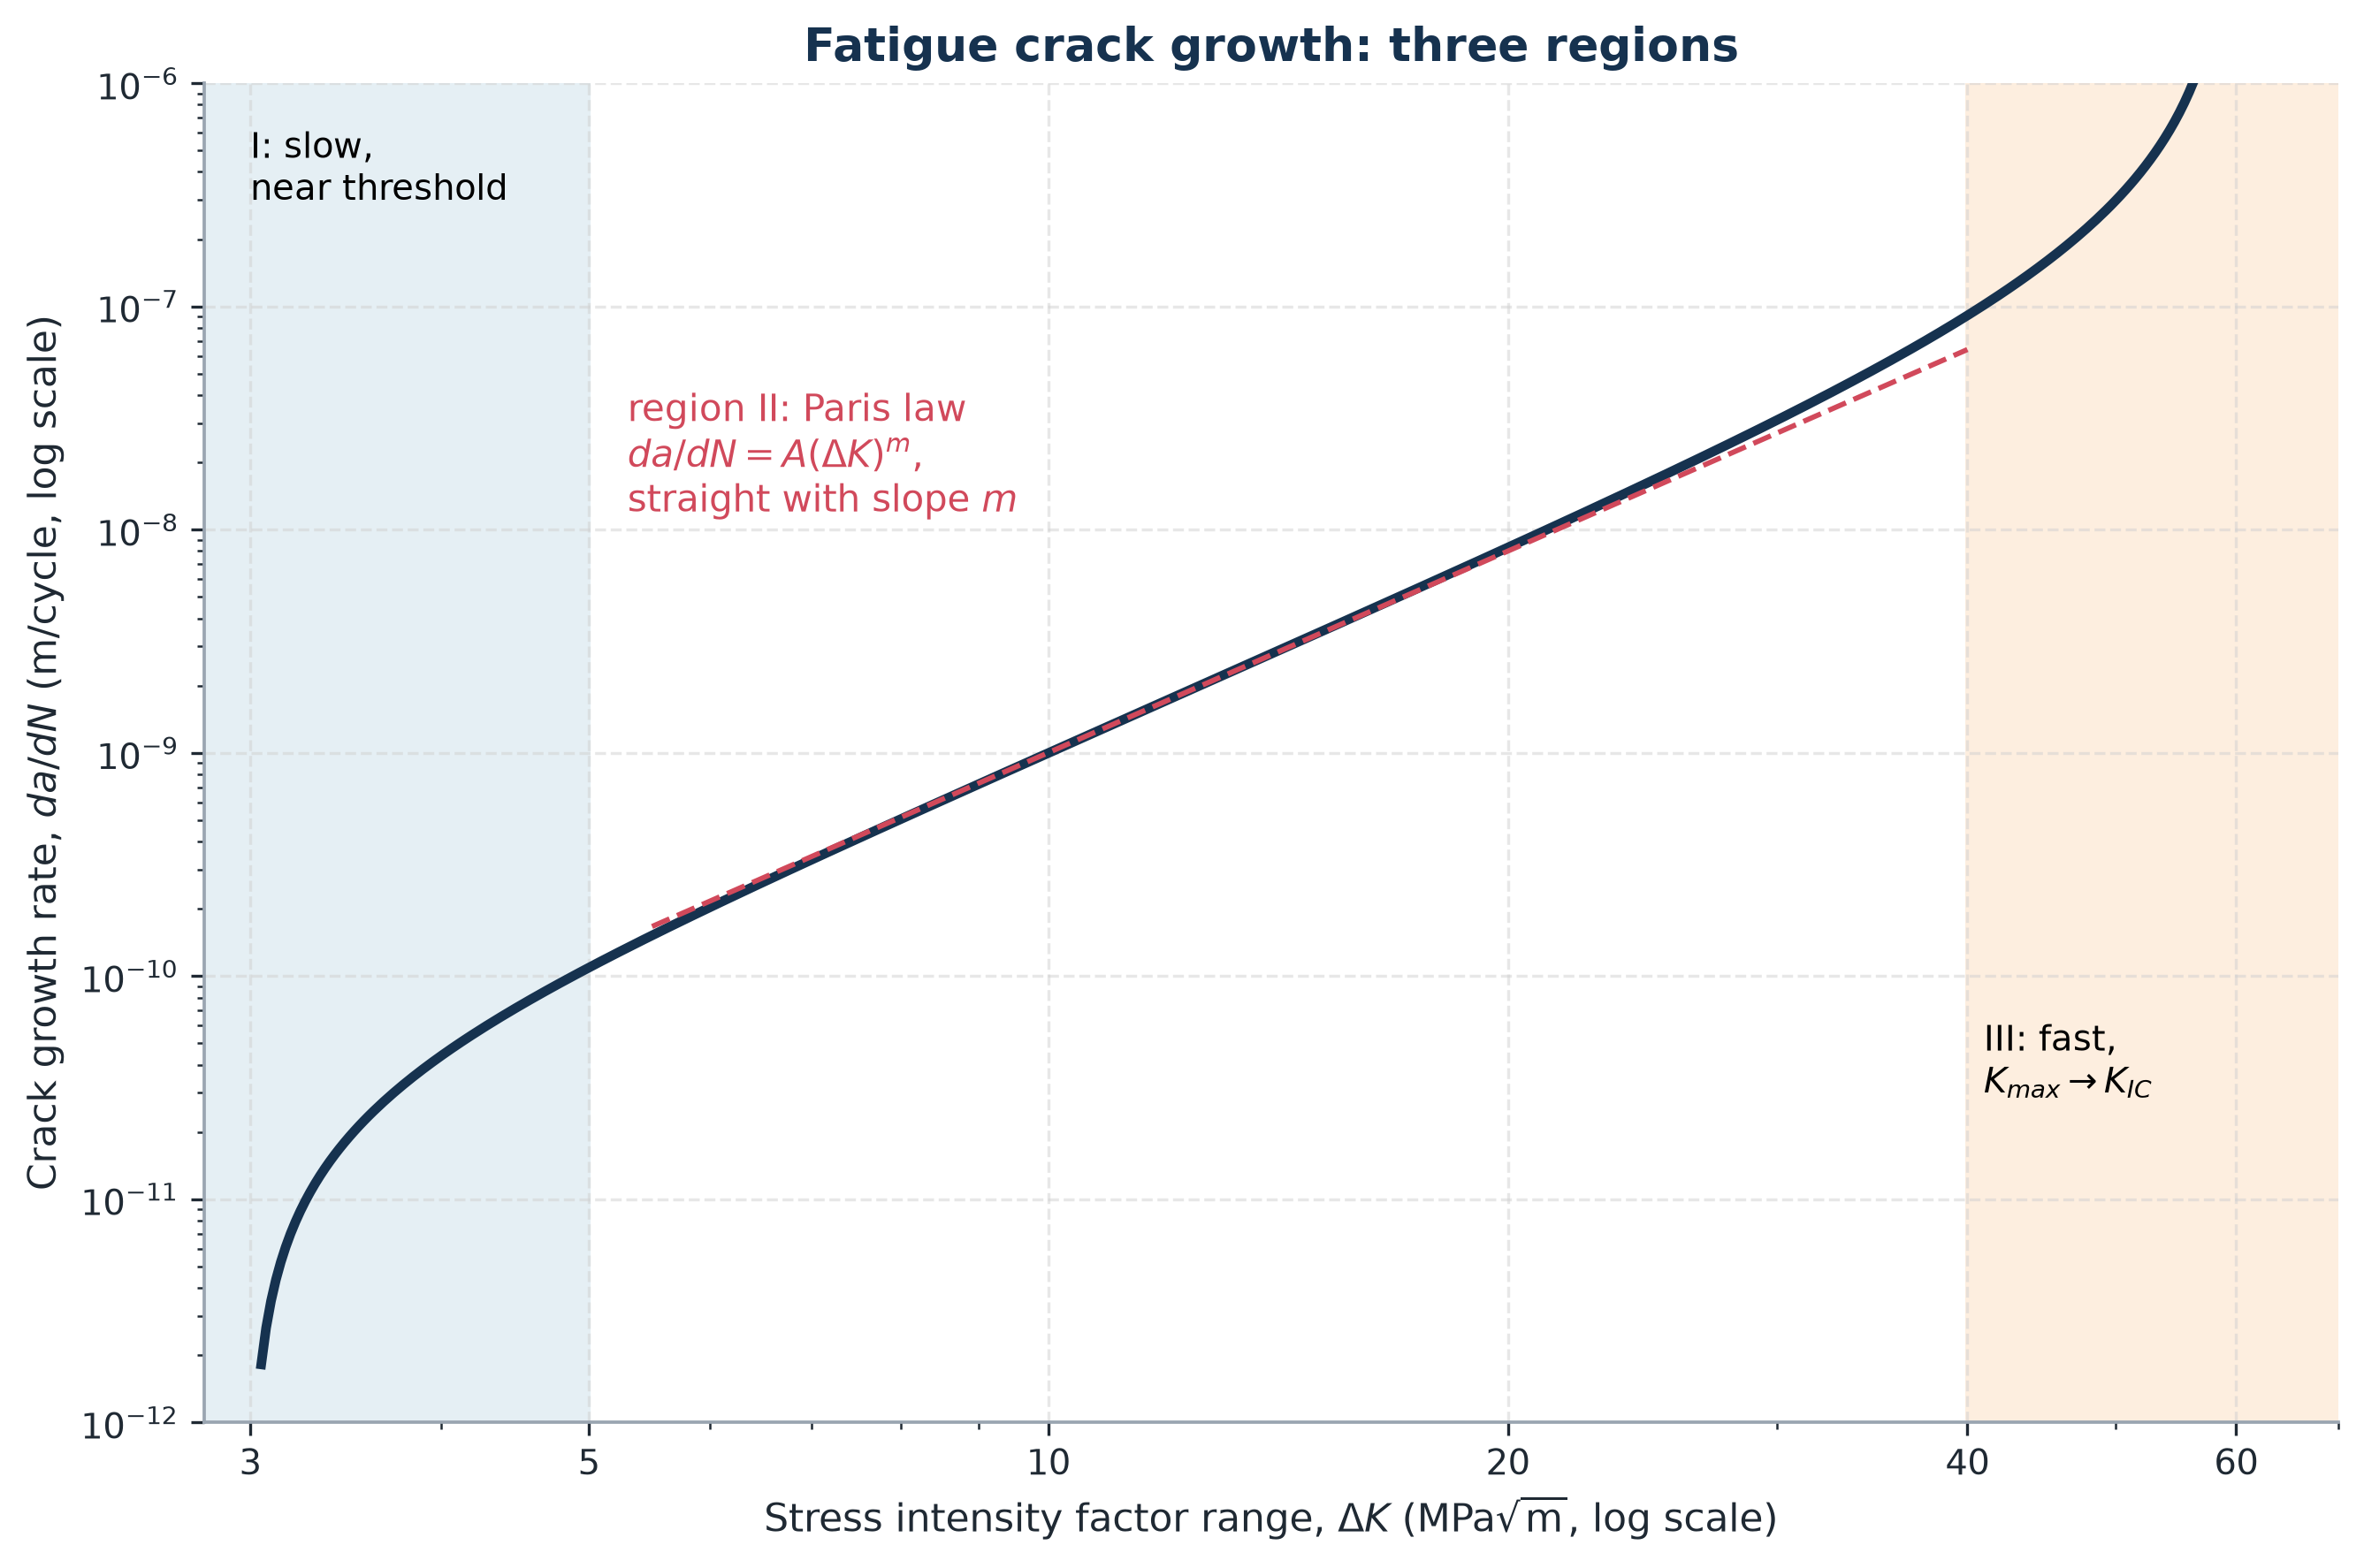 Fatigue crack growth: three regions
10⁻⁶
10⁻⁷
10⁻⁸
10⁻⁹
10⁻¹⁰
10⁻¹¹
10⁻¹²
Crack growth rate, da/dN (m/cycle, log scale)
I: slow,
near threshold
region II: Paris law
da/dN = A(ΔK)ᵐ,
straight with slope m
III: fast,
K_max → K_IC
3 5 10 20 40 60
Stress intensity factor range, ΔK (MPa√m, log scale)